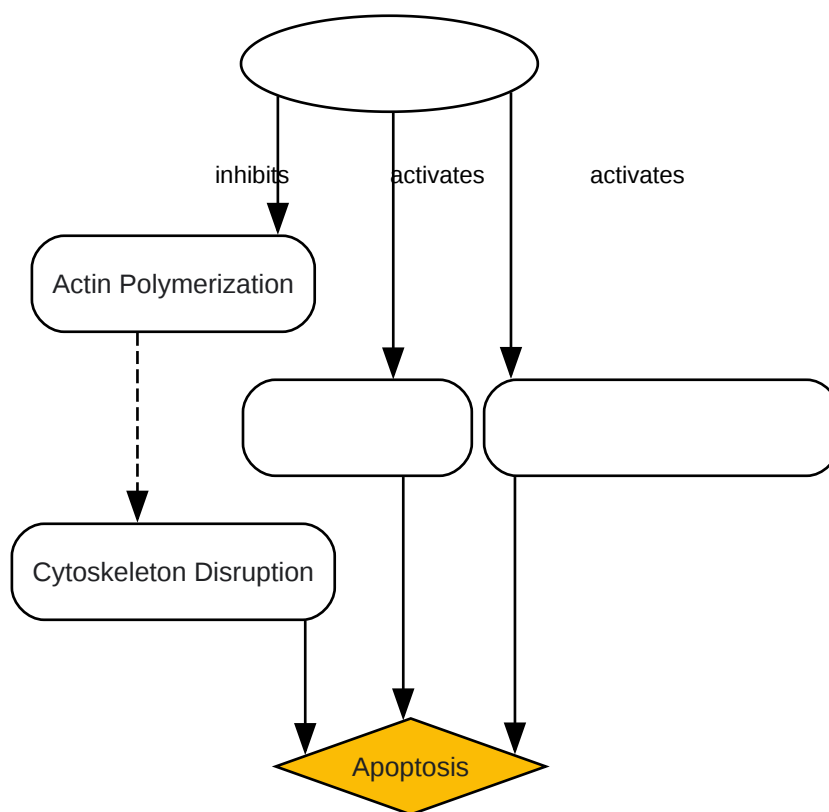 inhibits
activates
activates
Actin Polymerization
Cytoskeleton Disruption
Apoptosis